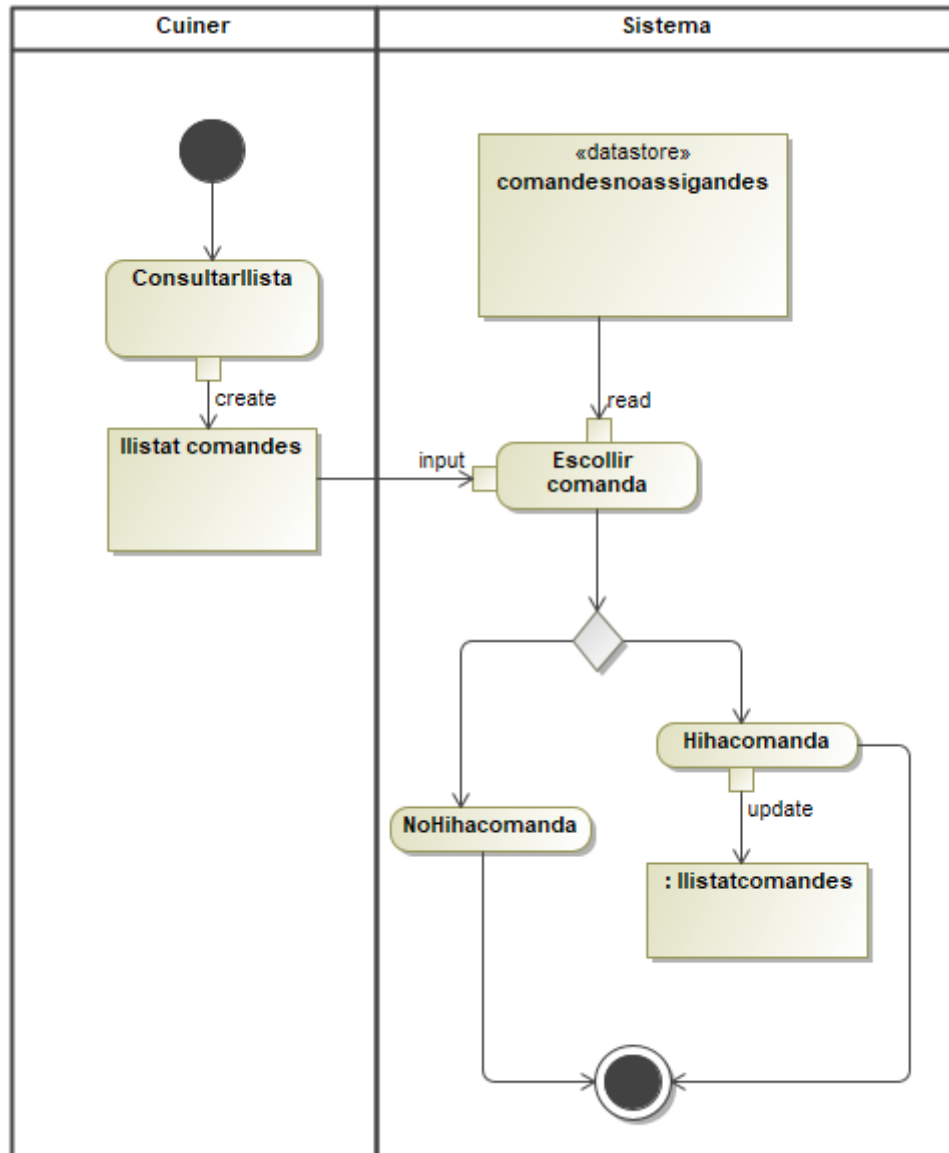 Cuiner
Sistema
«datastore»
comandesnoassigandes
Consultarllista
create
read
llistat comandes
input
Escollir
comanda
Hihacomanda
update
NoHihacomanda
: llistatcomandes